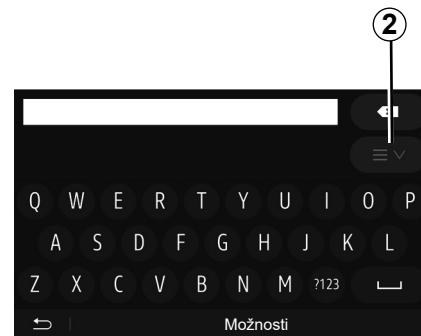 2
Q W E R T Y U I O P
A S D F G H J K L
Z X C V B N M ?123
Možnosti